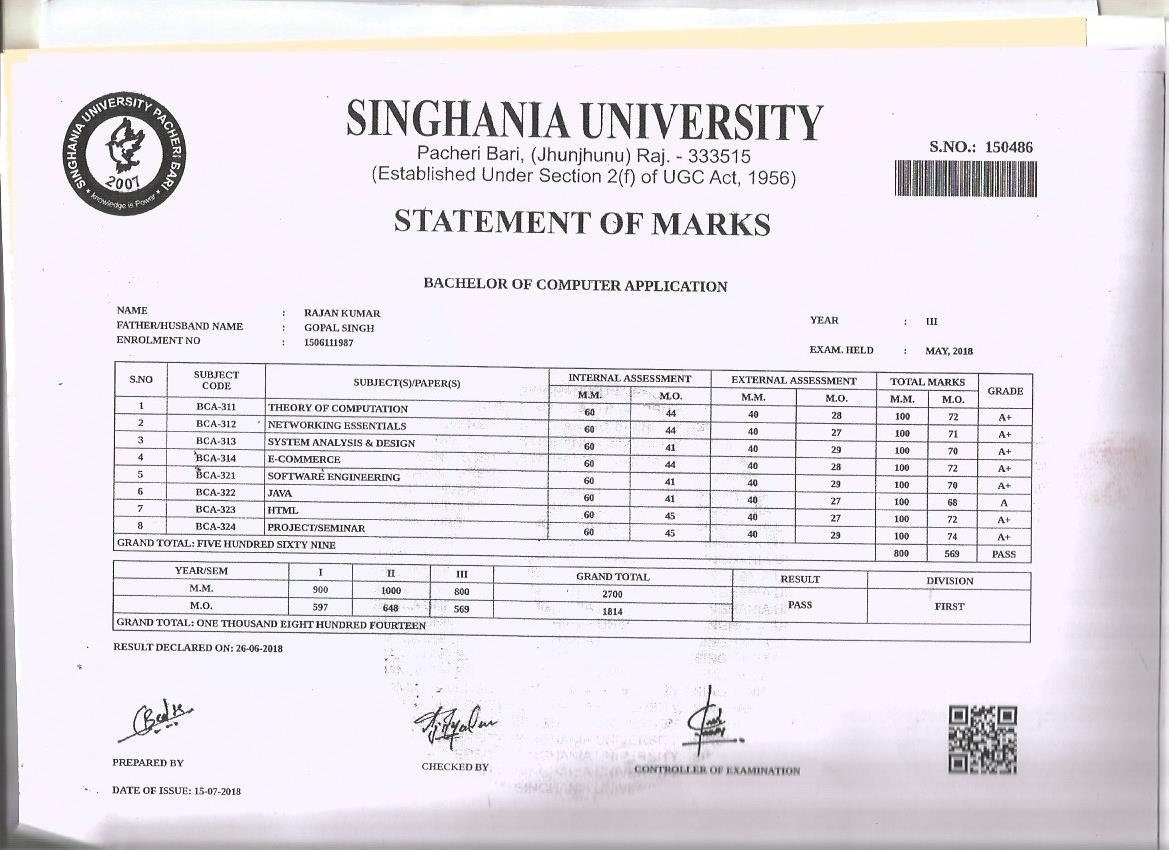 SINGHANIA UNIVERSITY PACHERI BARI
2007
Knowledge is Power
SINGHANIA UNIVERSITY
Pacheri Bari, (Jhunjhunu) Raj. - 333515
(Established Under Section 2(f) of UGC Act, 1956)
S.NO.: 150486
STATEMENT OF MARKS
BACHELOR OF COMPUTER APPLICATION
NAME : RAJAN KUMAR
FATHER/HUSBAND NAME : GOPAL SINGH
ENROLMENT NO : 1506111987
YEAR : III
EXAM. HELD : MAY, 2018
S.NO SUBJECT CODE SUBJECT(S)/PAPER(S) INTERNAL ASSESSMENT EXTERNAL ASSESSMENT TOTAL MARKS GRADE
M.M. M.O. M.M. M.O. M.M. M.O.
1 BCA-311 THEORY OF COMPUTATION 60 44 40 28 100 72 A+
2 BCA-312 NETWORKING ESSENTIALS 60 44 40 27 100 71 A+
3 BCA-313 SYSTEM ANALYSIS & DESIGN 60 41 40 29 100 70 A+
4 BCA-314 E-COMMERCE 60 44 40 28 100 72 A+
5 BCA-321 SOFTWARE ENGINEERING 60 41 40 29 100 70 A+
6 BCA-322 JAVA 60 41 40 27 100 68 A
7 BCA-323 HTML 60 45 40 27 100 72 A+
8 BCA-324 PROJECT/SEMINAR 60 45 40 29 100 74 A+
GRAND TOTAL: FIVE HUNDRED SIXTY NINE 800 569 PASS
YEAR/SEM I II III GRAND TOTAL RESULT DIVISION
M.M. 900 1000 800 2700 PASS FIRST
M.O. 597 648 569 1814
GRAND TOTAL: ONE THOUSAND EIGHT HUNDRED FOURTEEN
RESULT DECLARED ON: 26-06-2018
PREPARED BY
CHECKED BY
CONTROLLER OF EXAMINATION
DATE OF ISSUE: 15-07-2018